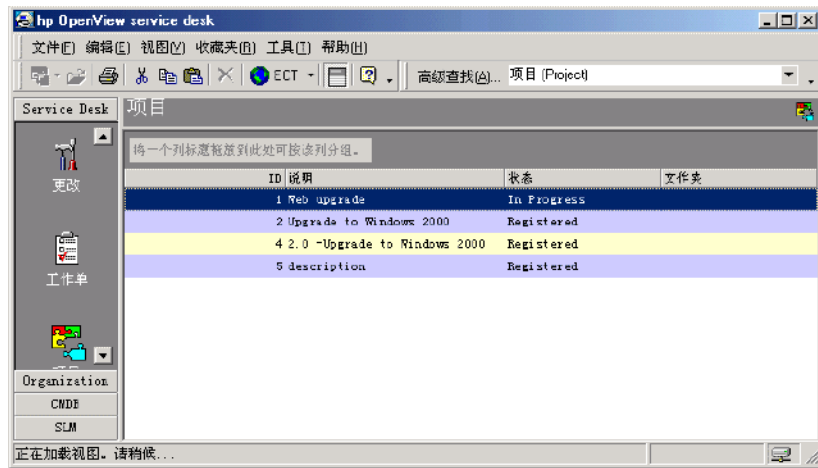 hp OpenView service desk
文件(F) 编辑(E) 视图(V) 收藏夹(B) 工具(T) 帮助(H)
ECT 高级查找(A)... 项目 (Project)
Service Desk 项目
将一个列标题拖放到此处可按该列分组。
ID 说明 状态 文件夹
1 Web upgrade In Progress
2 Upgrade to Windows 2000 Registered
4 2.0 -Upgrade to Windows 2000 Registered
5 description Registered
更改
工作单
Organization
CMDB
SLM
正在加载视图。请稍候...